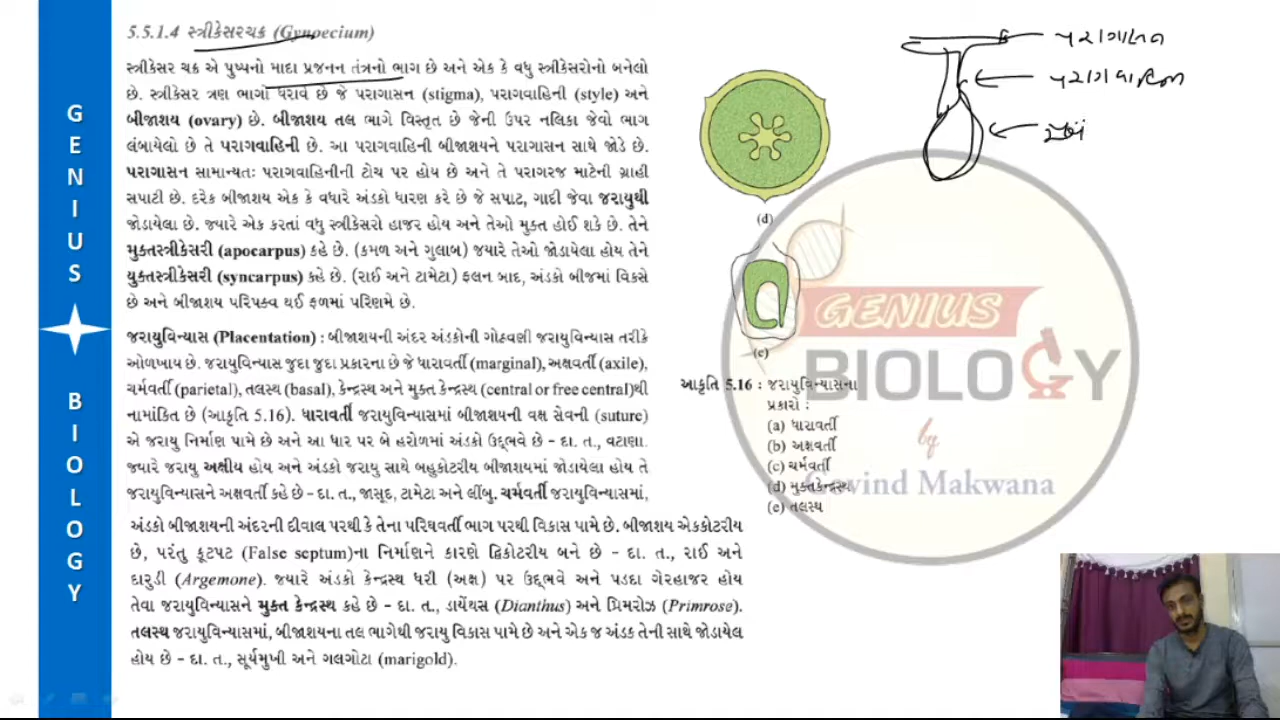 5.5.1.4 સ્ત્રીકેસરચક્ર (Gynoecium)
સ્ત્રીકેસર ચક્ર એ પુષ્પનો માદા પ્રજનન તંત્રનો ભાગ છે અને એક કે વધુ સ્ત્રીકેસરોનો બનેલો
છે. સ્ત્રીકેસર ત્રણ ભાગો ધરાવે છે જે પરાગાસન (stigma), પરાગવાહિની (style) અને
બીજાશય (ovary) છે. બીજાશય તલ ભાગે વિસ્તૃત છે જેની ઉપર નલિકા જેવો ભાગ
લંબાયેલો છે તે પરાગવાહિની છે. આ પરાગવાહિની બીજાશયને પરાગાસન સાથે જોડે છે.
પરાગાસન સામાન્યતઃ પરાગવાહિનીની ટોચ પર હોય છે અને તે પરાગરજ માટેની ગ્રાહી
સપાટી છે. દરેક બીજાશય એક કે વધારે અંડકો ધારણ કરે છે જે સપાટ, ગાદી જેવા જરાયુથી
જોડાયેલા છે. જ્યારે એક કરતાં વધુ સ્ત્રીકેસરો હાજર હોય અને તેઓ મુક્ત હોઈ શકે છે. તેને
મુક્તસ્ત્રીકેસરી (apocarpus) કહે છે. (કમળ અને ગુલાબ) જ્યારે તેઓ જોડાયેલા હોય તેને
યુક્તસ્ત્રીકેસરી (syncarpus) કહે છે. (રાઈ અને ટામેટા) ફલન બાદ, અંડકો બીજમાં વિકસે
છે અને બીજાશય પરિપક્વ થઈ ફળમાં પરિણમે છે.
જરાયુવિન્યાસ (Placentation) : બીજાશયની અંદર અંડકોની ગોઠવણી જરાયુવિન્યાસ તરીકે
ઓળખાય છે. જરાયુવિન્યાસ જુદા જુદા પ્રકારના છે જે ધારાવર્તી (marginal), અક્ષવર્તી (axile),
ચર્મવર્તી (parietal), તલસ્થ (basal), કેન્દ્રસ્થ અને મુક્ત કેન્દ્રસ્થ (central or free central)થી
નામાંકિત છે (આકૃતિ 5.16). ધારાવર્તી જરાયુવિન્યાસમાં બીજાશયની વક્ષ સેવની (suture)
એ જરાયુ નિર્માણ પામે છે અને આ ધાર પર બે હરોળમાં અંડકો ઉદ્ભવે છે - દા. ત., વટાણા.
જ્યારે જરાયુ અક્ષીય હોય અને અંડકો જરાયુ સાથે બહુકોટરીય બીજાશયમાં જોડાયેલા હોય તે
જરાયુવિન્યાસને અક્ષવર્તી કહે છે - દા. ત., જાસૂદ, ટામેટા અને લીંબુ. ચર્મવર્તી જરાયુવિન્યાસમાં,
અંડકો બીજાશયની અંદરની દીવાલ પરથી કે તેના પરિઘવર્તી ભાગ પરથી વિકાસ પામે છે. બીજાશય એકકોટરીય
છે, પરંતુ કૂટપટ (False septum)ના નિર્માણને કારણે દ્વિકોટરીય બને છે - દા. ત., રાઈ અને
દારુડી (Argemone). જ્યારે અંડકો કેન્દ્રસ્થ ધરી (અક્ષ) પર ઉદ્ભવે અને પડદા ગેરહાજર હોય
તેવા જરાયુવિન્યાસને મુક્ત કેન્દ્રસ્થ કહે છે - દા. ત., ડાયેંથસ (Dianthus) અને પ્રિમરોઝ (Primrose).
તલસ્થ જરાયુવિન્યાસમાં, બીજાશયના તલ ભાગેથી જરાયુ વિકાસ પામે છે અને એક જ અંડક તેની સાથે જોડાયેલ
હોય છે - દા. ત., સૂર્યમુખી અને ગલગોટા (marigold).
પરાગાસન
પરાગવાહિની
(d)
(e)
આકૃતિ 5.16 : જરાયુવિન્યાસના
પ્રકારો :
(a) ધારાવર્તી
(b) અક્ષવર્તી
(c) ચર્મવર્તી
(d) મુક્તકેન્દ્રસ્થ
(e) તલસ્થ
GENIUS
BIOLOGY
by
Govind Makwana
GENIUS
BIOLOGY